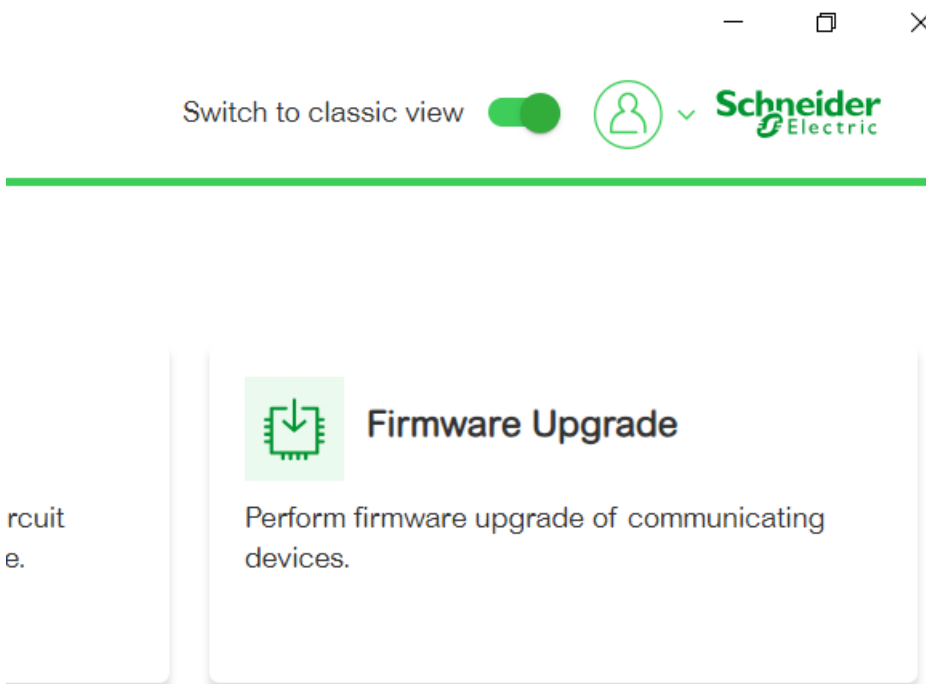 Switch to classic view
Schneider
Electric
Firmware Upgrade
rcuit
e.
Perform firmware upgrade of communicating
devices.